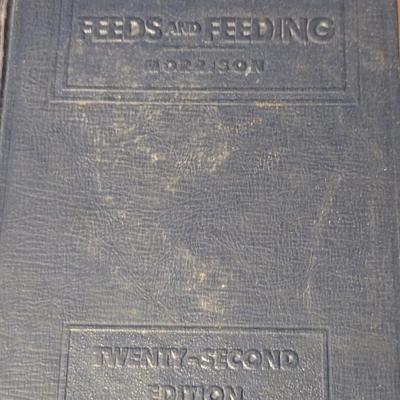 FEEDS AND FEEDING
MORRISON
TWENTY-SECOND
EDITION